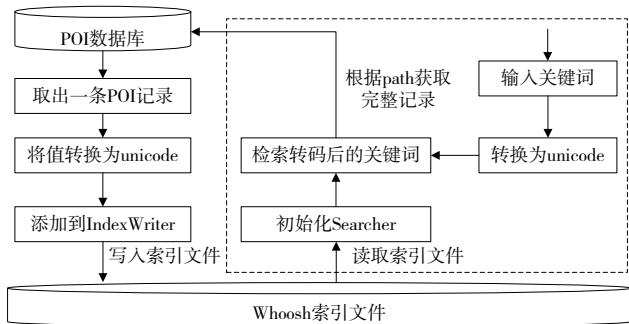 POI数据库
取出一条POI记录
将值转换为unicode
添加到IndexWriter
写入索引文件
根据path获取
完整记录
输入关键词
检索转码后的关键词
转换为unicode
初始化Searcher
读取索引文件
Whoosh索引文件